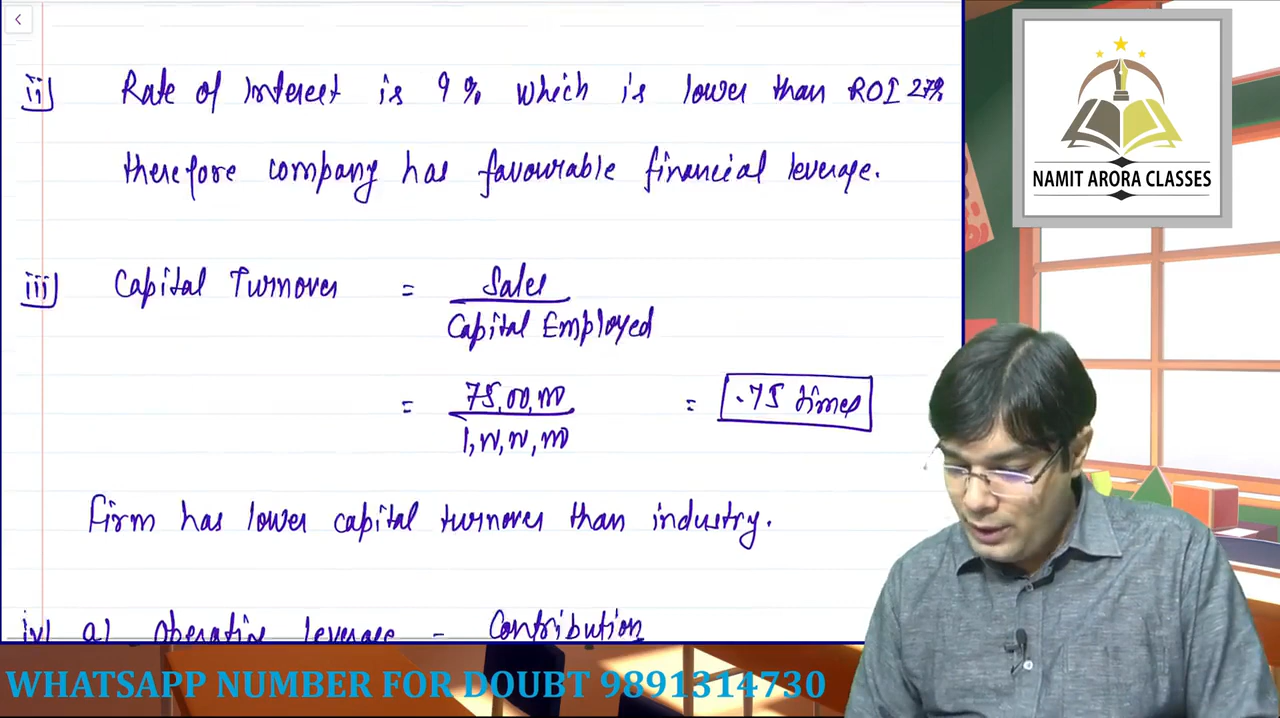 ii) Rate of Interest is 9% which is lower than ROI 27%
therefore company has favourable financial leverage.
iii) Capital Turnover = Sales
Capital Employed
= 75,00,000 = .75 times
1,00,00,000
Firm has lower capital turnover than industry.
iv) a) Operating leverage = Contribution
NAMIT ARORA CLASSES
WHATSAPP NUMBER FOR DOUBT 9891314730